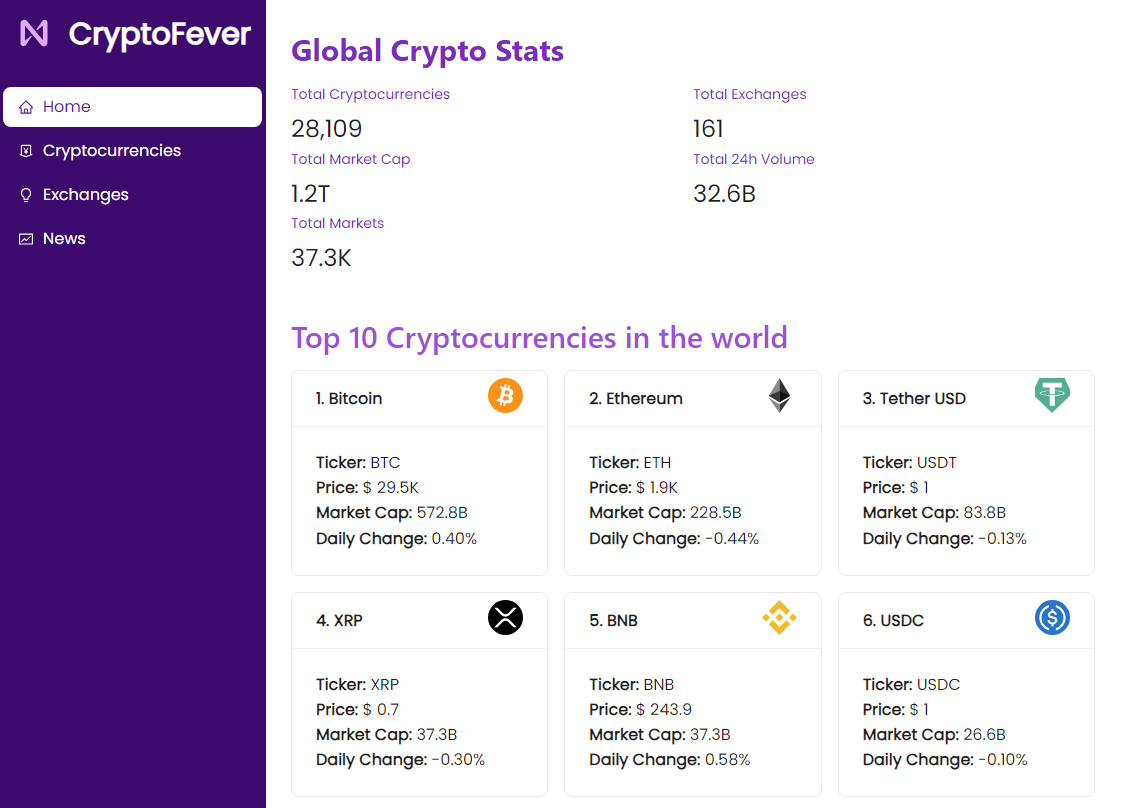 CryptoFever
Home
Cryptocurrencies
Exchanges
News
Global Crypto Stats
Total Cryptocurrencies
28,109
Total Exchanges
161
Total Market Cap
1.2T
Total 24h Volume
32.6B
Total Markets
37.3K
Top 10 Cryptocurrencies in the world
1. Bitcoin
Ticker: BTC
Price: $ 29.5K
Market Cap: 572.8B
Daily Change: 0.40%
2. Ethereum
Ticker: ETH
Price: $ 1.9K
Market Cap: 228.5B
Daily Change: -0.44%
3. Tether USD
Ticker: USDT
Price: $ 1
Market Cap: 83.8B
Daily Change: -0.13%
4. XRP
Ticker: XRP
Price: $ 0.7
Market Cap: 37.3B
Daily Change: -0.30%
5. BNB
Ticker: BNB
Price: $ 243.9
Market Cap: 37.3B
Daily Change: 0.58%
6. USDC
Ticker: USDC
Price: $ 1
Market Cap: 26.6B
Daily Change: -0.10%